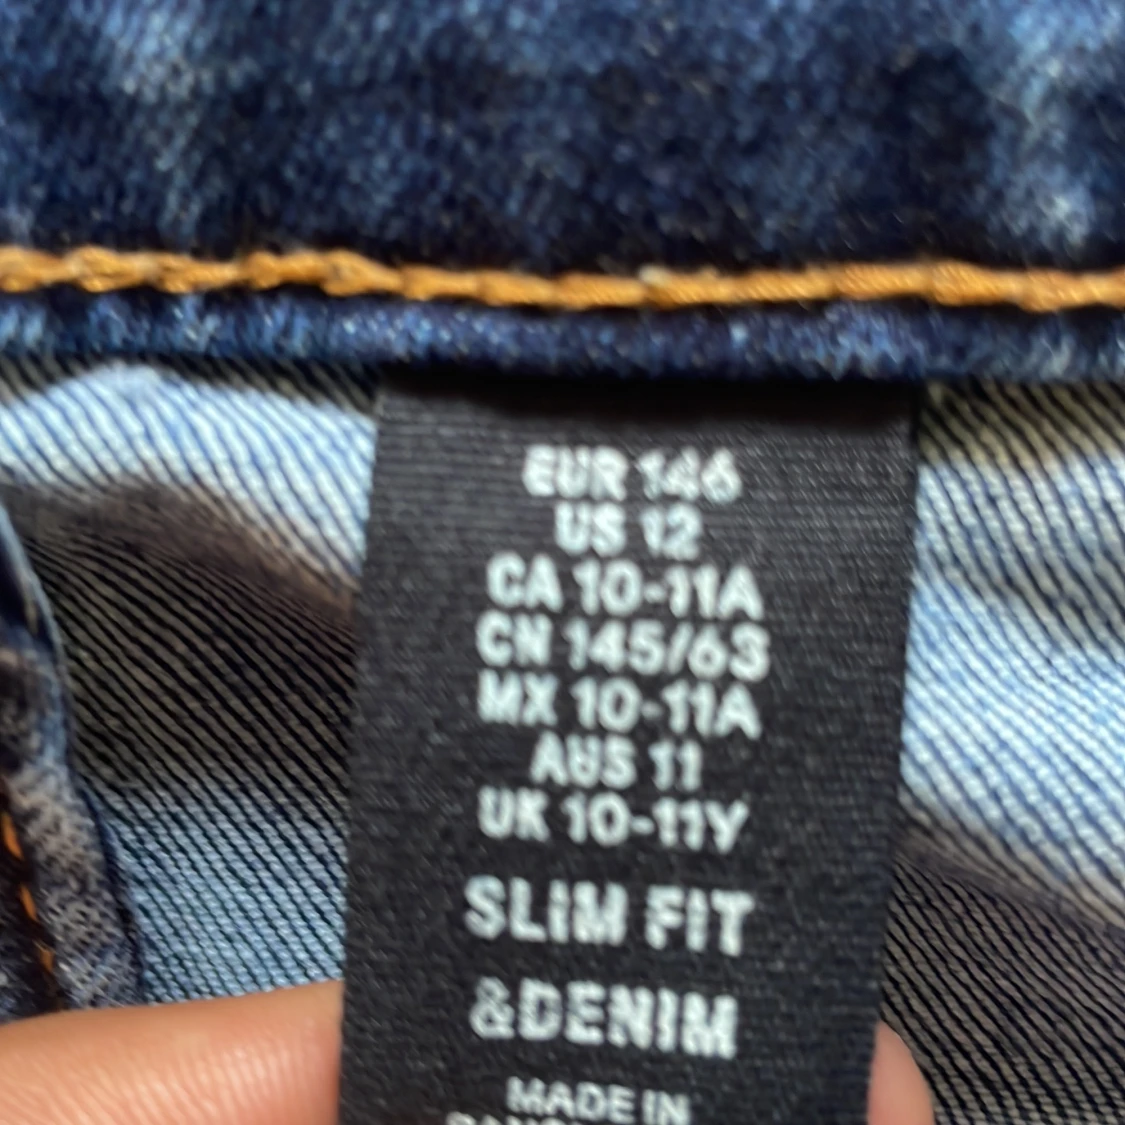 EUR 146
US 12
CA 10-11A
CN 145/63
MX 10-11A
AUS 11
UK 10-11Y
SLIM FIT
&DENIM
MADE IN